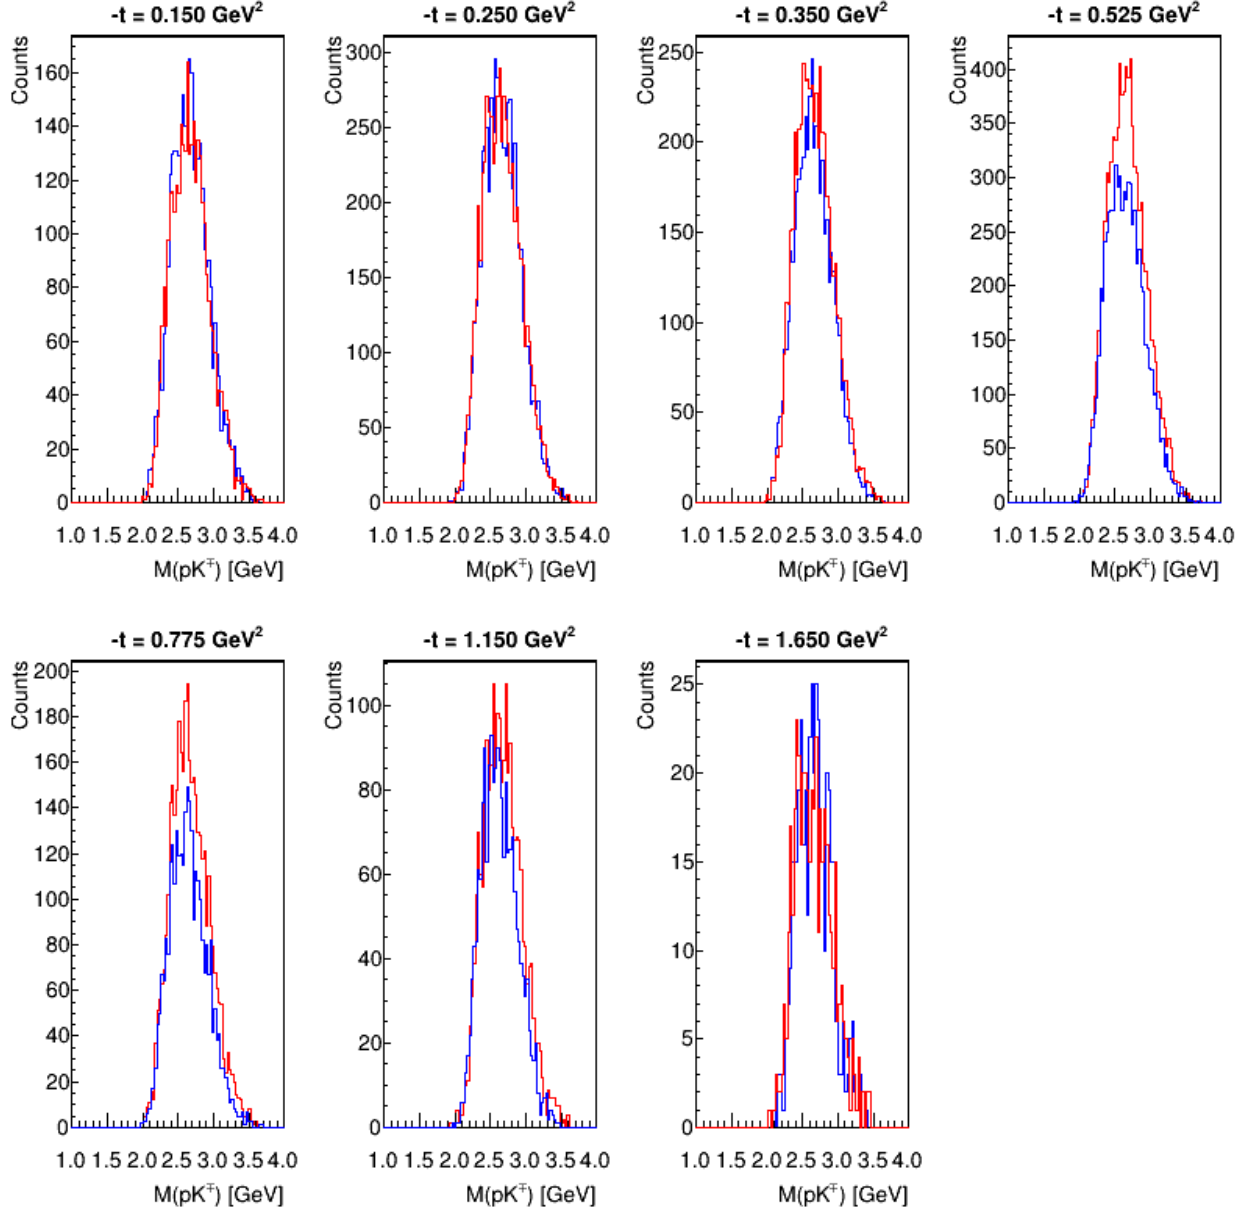 -t = 0.150 GeV²
Counts
160
140
120
100
80
60
40
20
0
1.0 1.5 2.0 2.5 3.0 3.5 4.0
M(pK∓) [GeV]
-t = 0.250 GeV²
Counts
300
250
200
150
100
50
0
1.0 1.5 2.0 2.5 3.0 3.5 4.0
M(pK∓) [GeV]
-t = 0.350 GeV²
Counts
250
200
150
100
50
0
1.0 1.5 2.0 2.5 3.0 3.5 4.0
M(pK∓) [GeV]
-t = 0.525 GeV²
Counts
400
350
300
250
200
150
100
50
0
1.0 1.5 2.0 2.5 3.0 3.5 4.0
M(pK∓) [GeV]
-t = 0.775 GeV²
Counts
200
180
160
140
120
100
80
60
40
20
0
1.0 1.5 2.0 2.5 3.0 3.5 4.0
M(pK∓) [GeV]
-t = 1.150 GeV²
Counts
100
80
60
40
20
0
1.0 1.5 2.0 2.5 3.0 3.5 4.0
M(pK∓) [GeV]
-t = 1.650 GeV²
Counts
25
20
15
10
5
0
1.0 1.5 2.0 2.5 3.0 3.5 4.0
M(pK∓) [GeV]